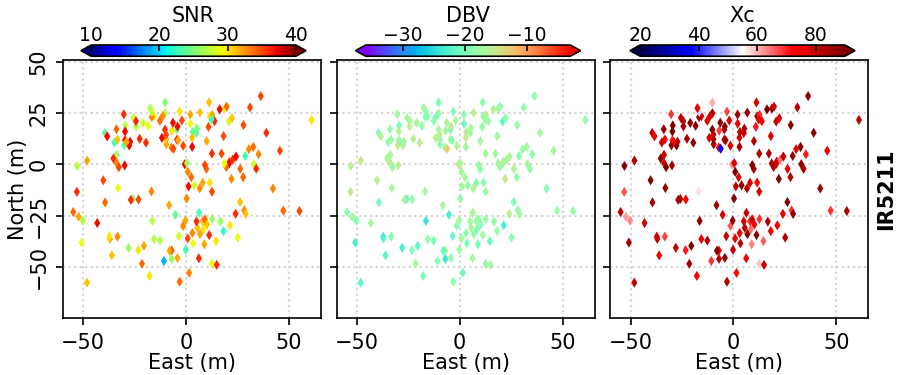 SNR DBV Xc
10 20 30 40 −30 −20 −10 20 40 60 80
50
25
0
−25
−50
North (m)
−50 0 50 −50 0 50 −50 0 50
East (m) East (m) East (m)
IR5211